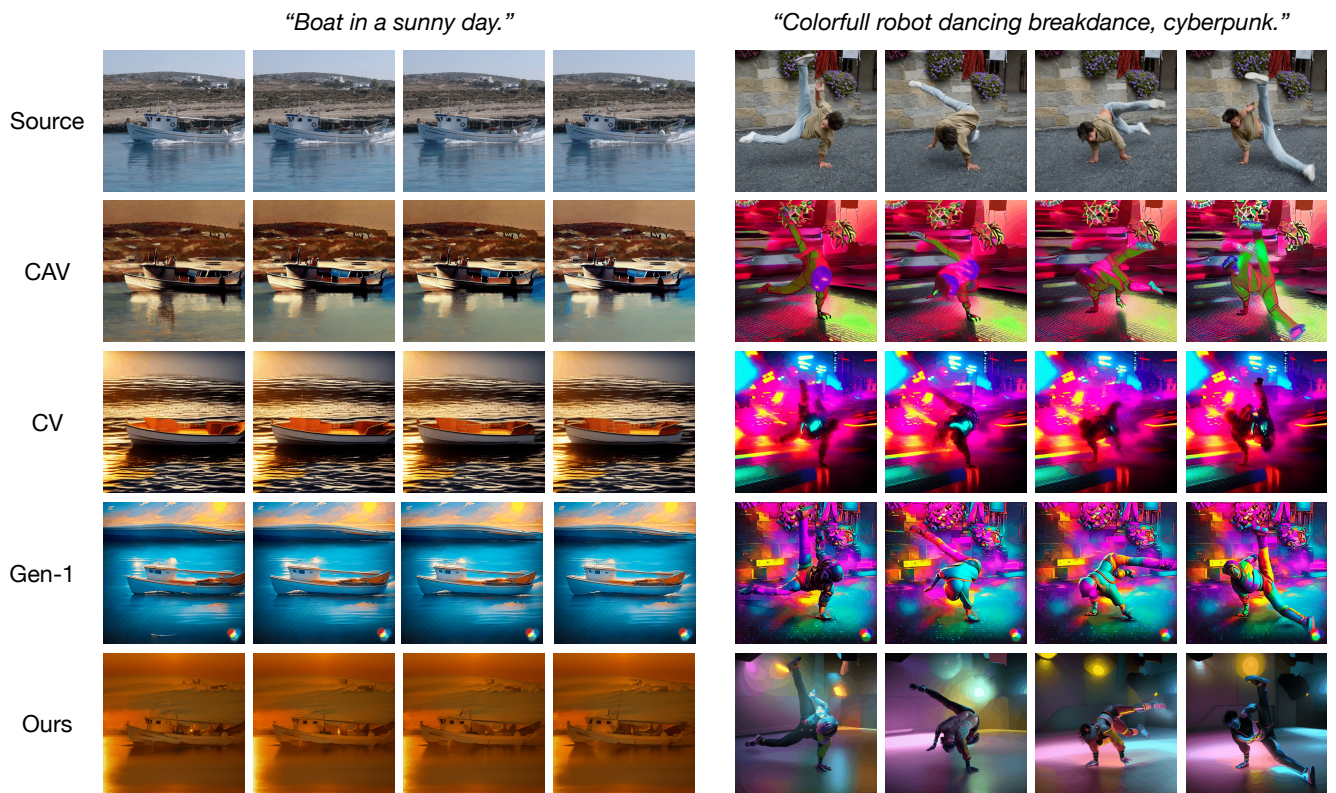 “Boat in a sunny day.”
“Colorfull robot dancing breakdance, cyberpunk.”
Source
CAV
CV
Gen-1
Ours